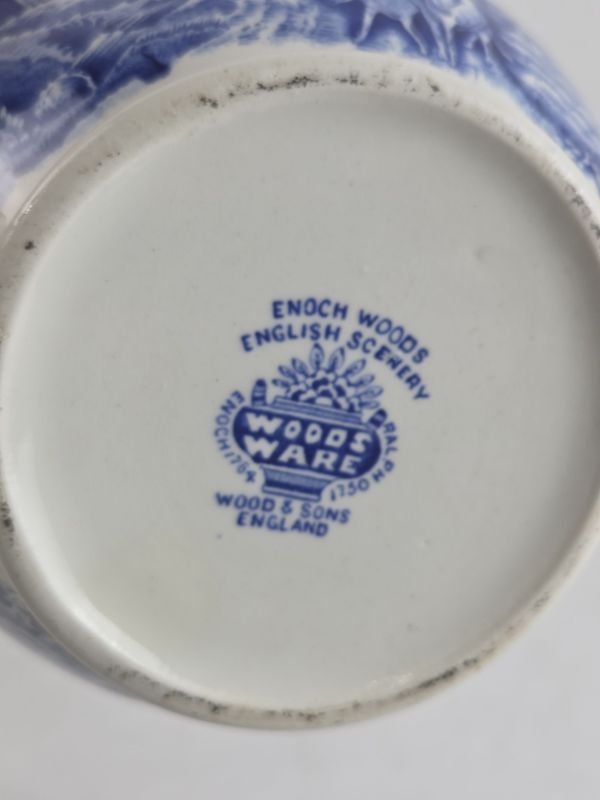 ENOCH WOODS
ENGLISH SCENERY
ENOCH 1784
WOODS
WARE
RALPH 1750
WOOD & SONS
ENGLAND